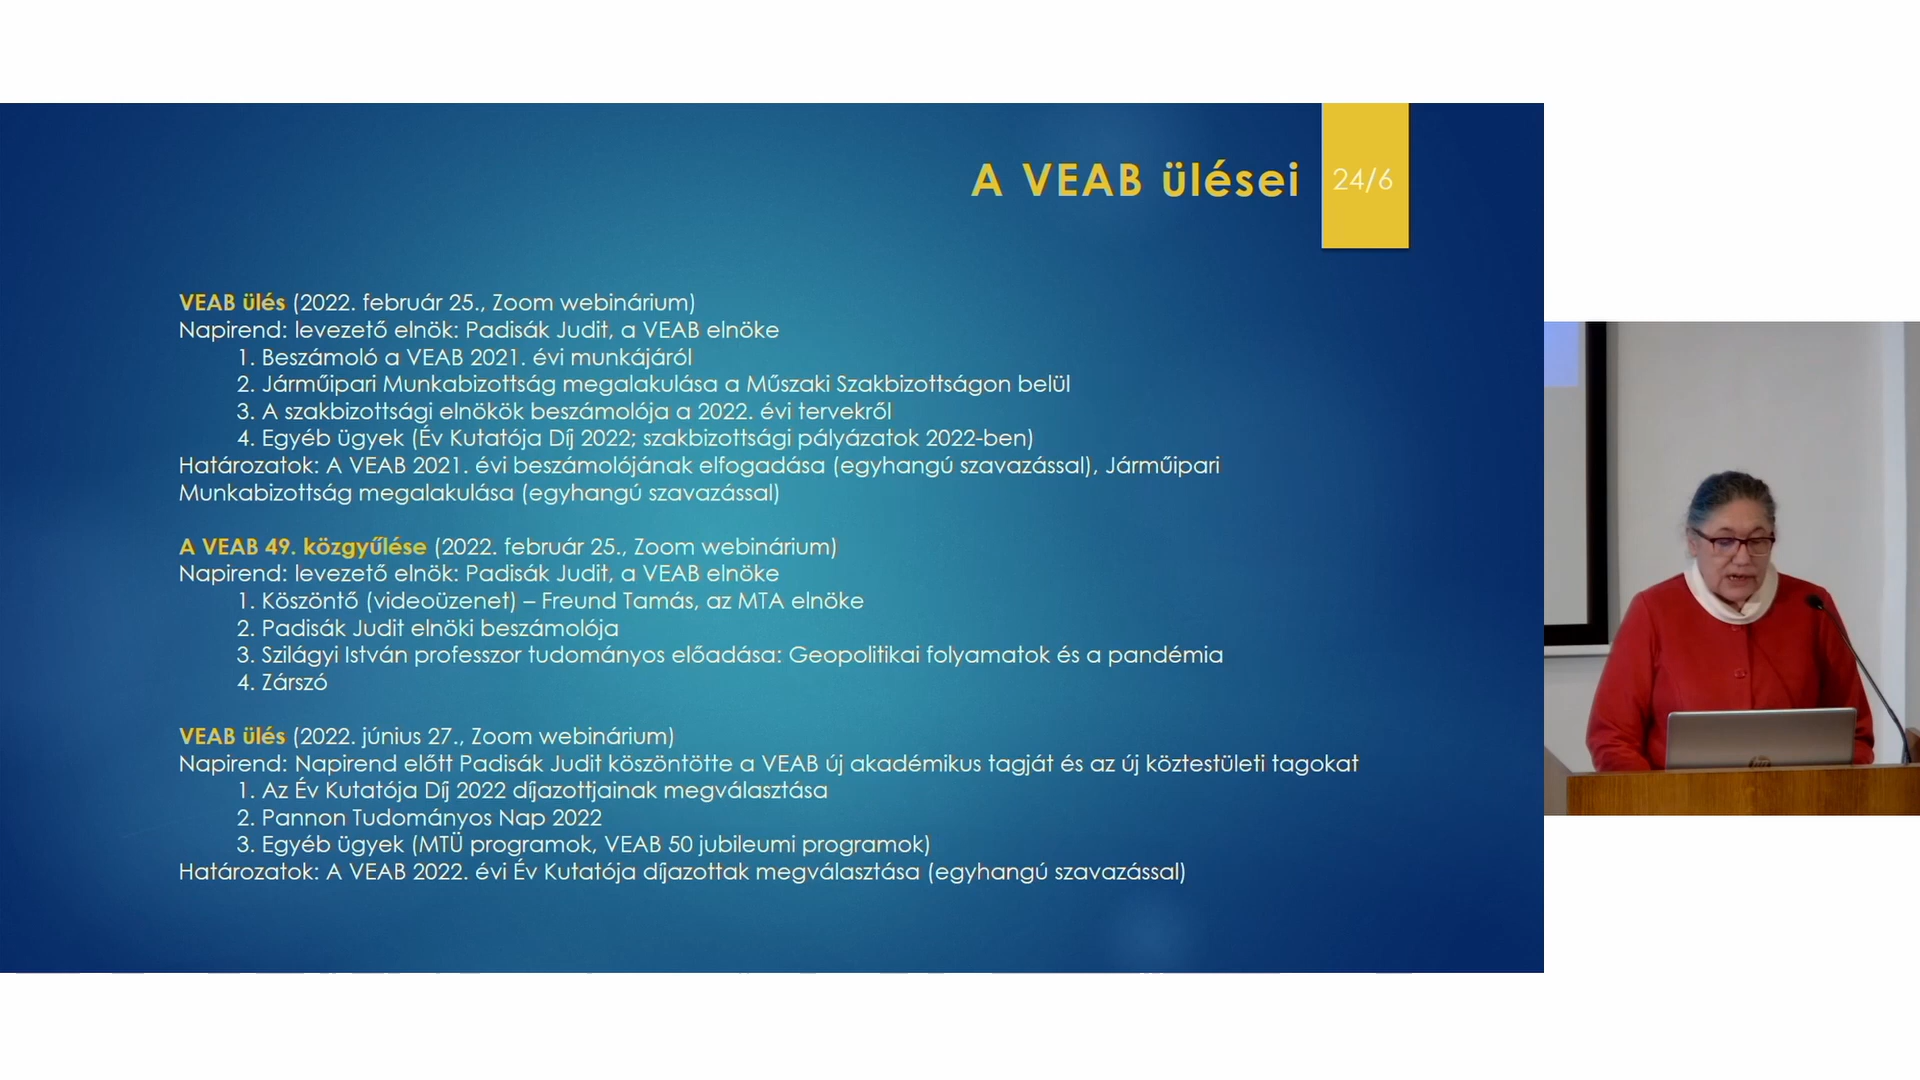 A VEAB ülései
24/6
VEAB ülés (2022. február 25., Zoom webinárium)
Napirend: levezető elnök: Padisák Judit, a VEAB elnöke
1. Beszámoló a VEAB 2021. évi munkájáról
2. Járműipari Munkabizottság megalakulása a Műszaki Szakbizottságon belül
3. A szakbizottsági elnökök beszámolója a 2022. évi tervekről
4. Egyéb ügyek (Év Kutatója Díj 2022; szakbizottsági pályázatok 2022-ben)
Határozatok: A VEAB 2021. évi beszámolójának elfogadása (egyhangú szavazással), Járműipari
Munkabizottság megalakulása (egyhangú szavazással)
A VEAB 49. közgyűlése (2022. február 25., Zoom webinárium)
Napirend: levezető elnök: Padisák Judit, a VEAB elnöke
1. Köszöntő (videoüzenet) – Freund Tamás, az MTA elnöke
2. Padisák Judit elnöki beszámolója
3. Szilágyi István professzor tudományos előadása: Geopolitikai folyamatok és a pandémia
4. Zárszó
VEAB ülés (2022. június 27., Zoom webinárium)
Napirend: Napirend előtt Padisák Judit köszöntötte a VEAB új akadémikus tagját és az új köztestületi tagokat
1. Az Év Kutatója Díj 2022 díjazottjainak megválasztása
2. Pannon Tudományos Nap 2022
3. Egyéb ügyek (MTÜ programok, VEAB 50 jubileumi programok)
Határozatok: A VEAB 2022. évi Év Kutatója díjazottak megválasztása (egyhangú szavazással)
hp